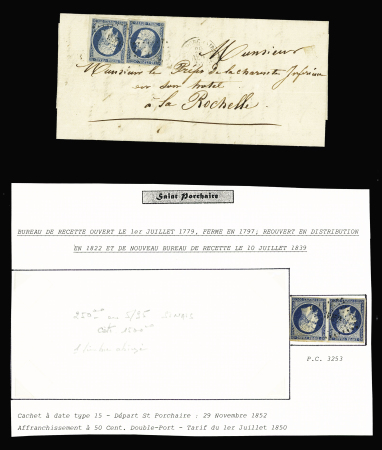 Monsieur
Monsieur le Préfet de la Charente Inférieure
en son hotel
à La Rochelle
Saint Porchaire
BUREAU DE RECETTE OUVERT LE 1er JUILLET 1779, FERME EN 1797; REOUVERT EN DISTRIBUTION
EN 1822 ET DE NOUVEAU BUREAU DE RECETTE LE 10 JUILLET 1839
P.C. 3253
Cachet à date type 15 - Départ St Porchaire : 29 Novembre 1852
Affranchissement à 50 Cent. Double-Port - Tarif du 1er Juillet 1850